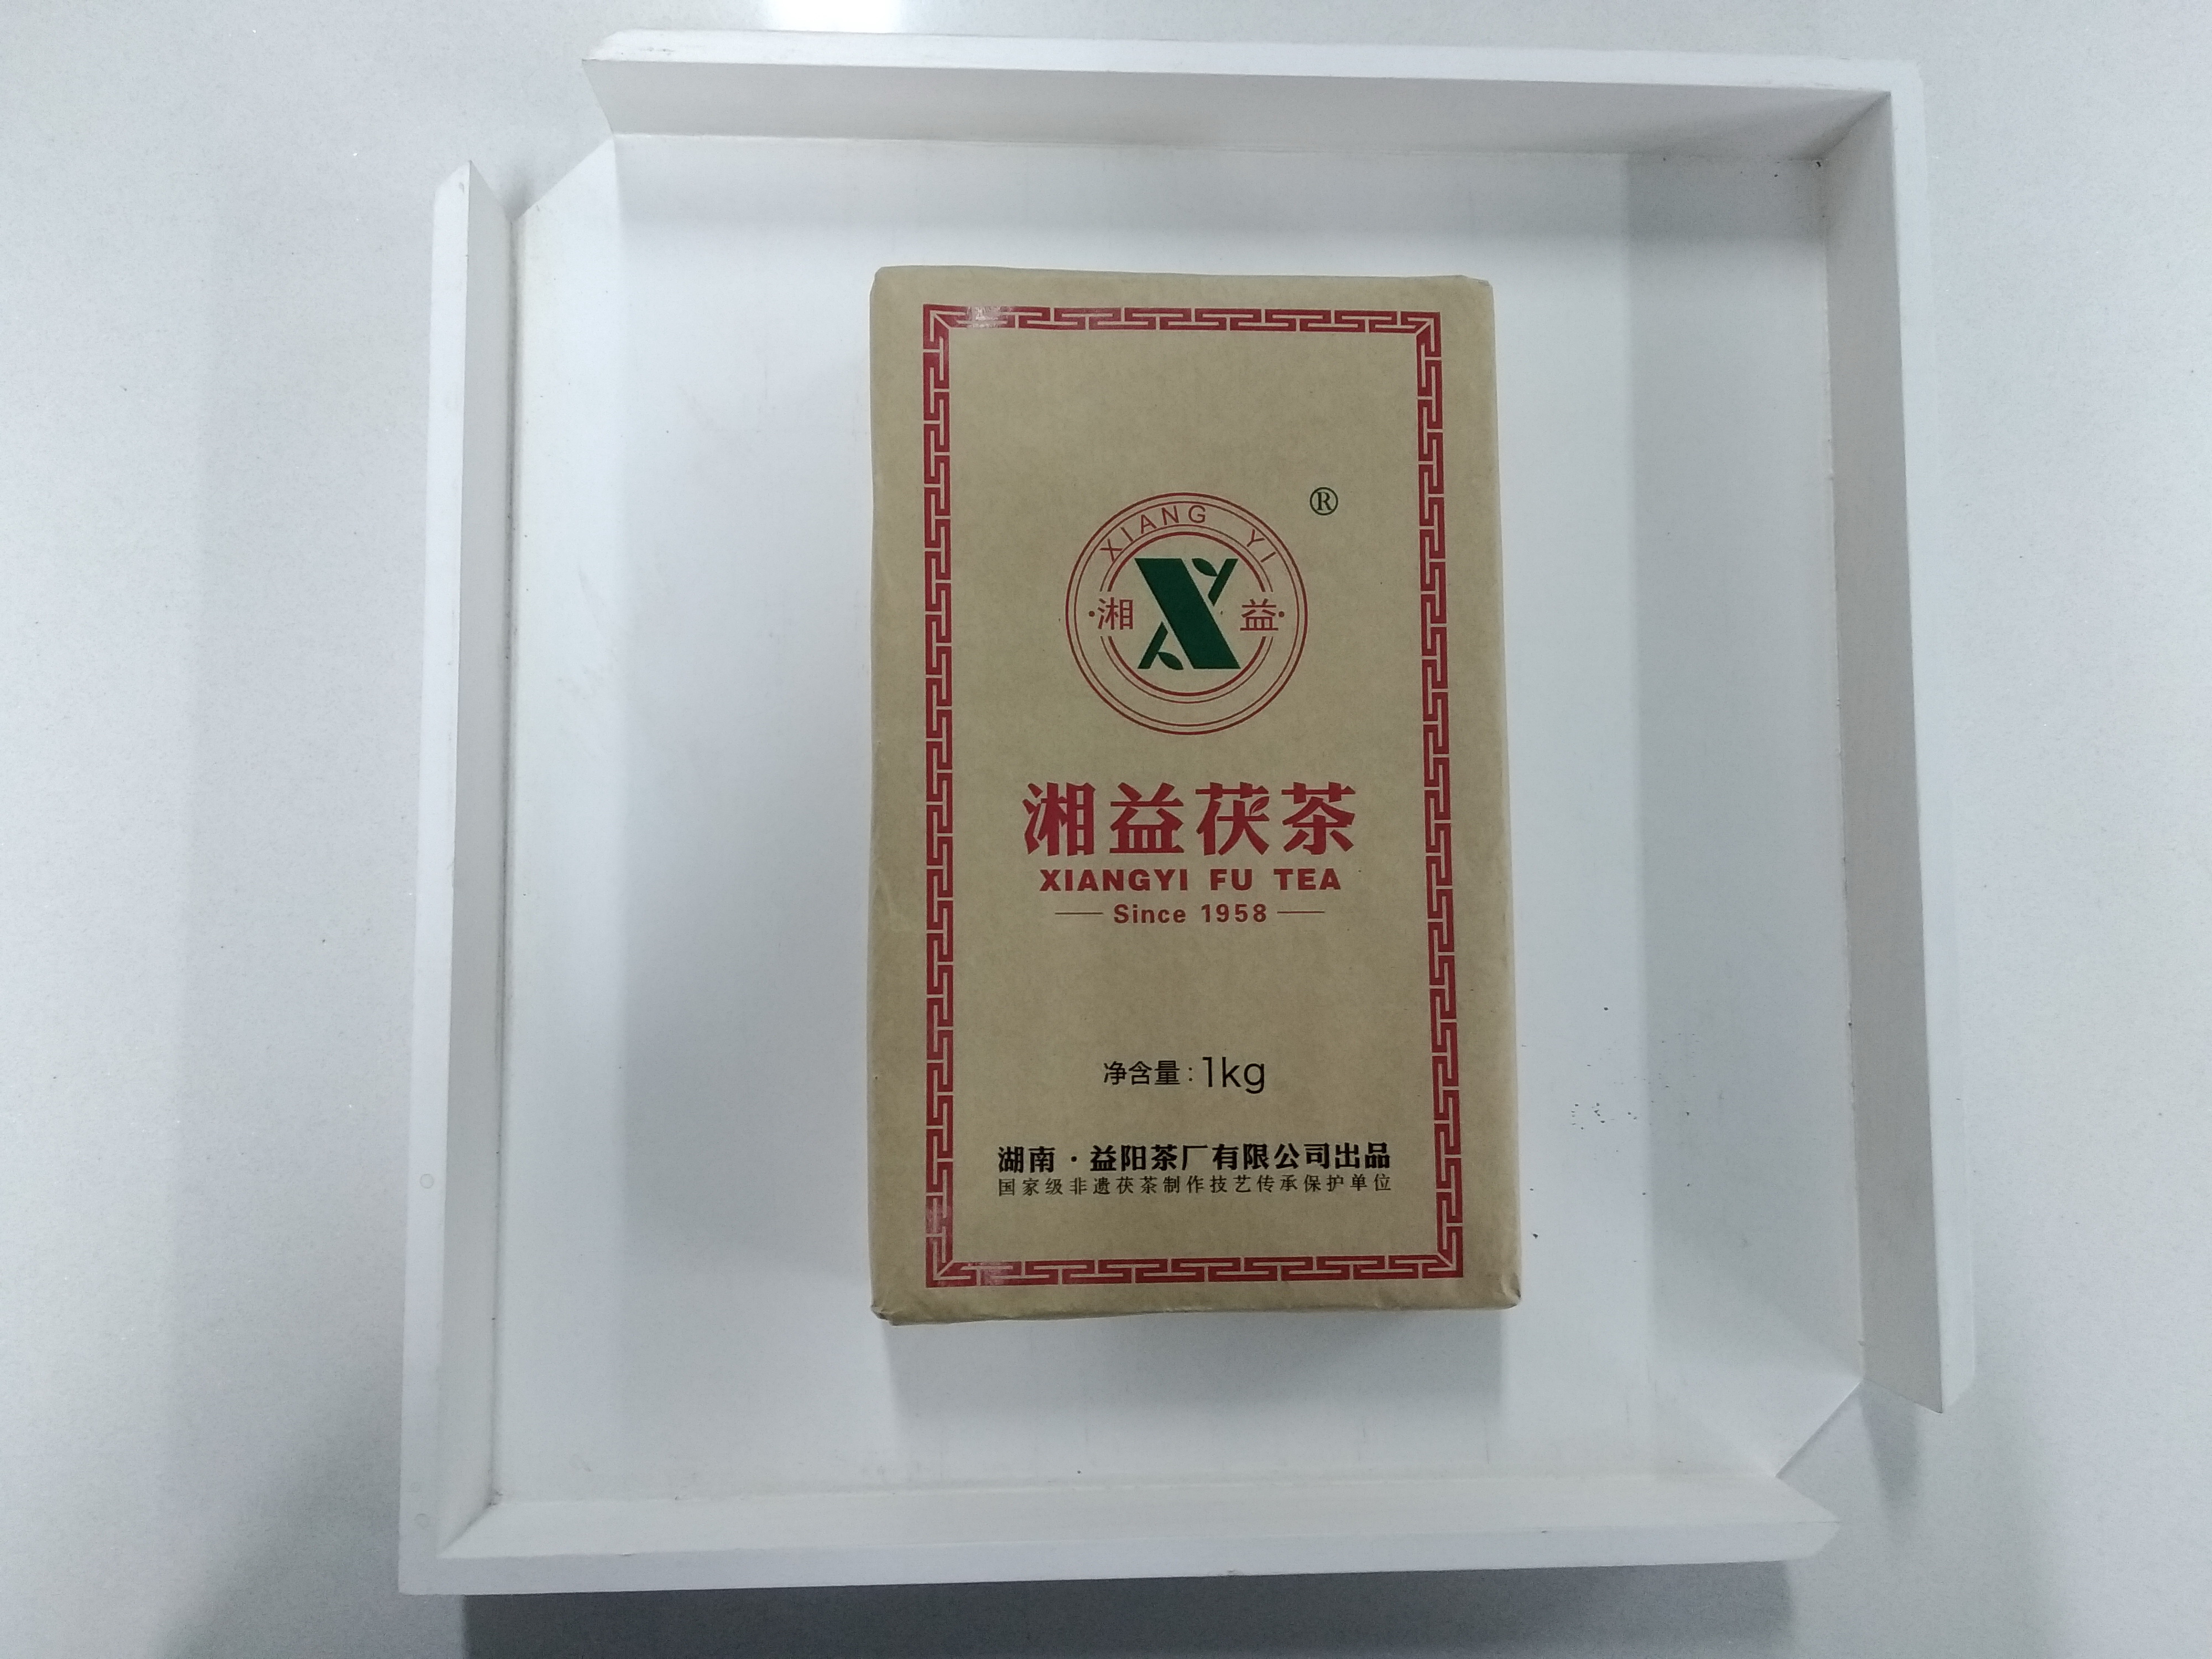 ®
XIANG YI
·湘 益·
湘益茯茶
XIANGYI FU TEA
Since 1958
净含量:1kg
湖南·益阳茶厂有限公司出品
国家级非遗茯茶制作技艺传承保护单位